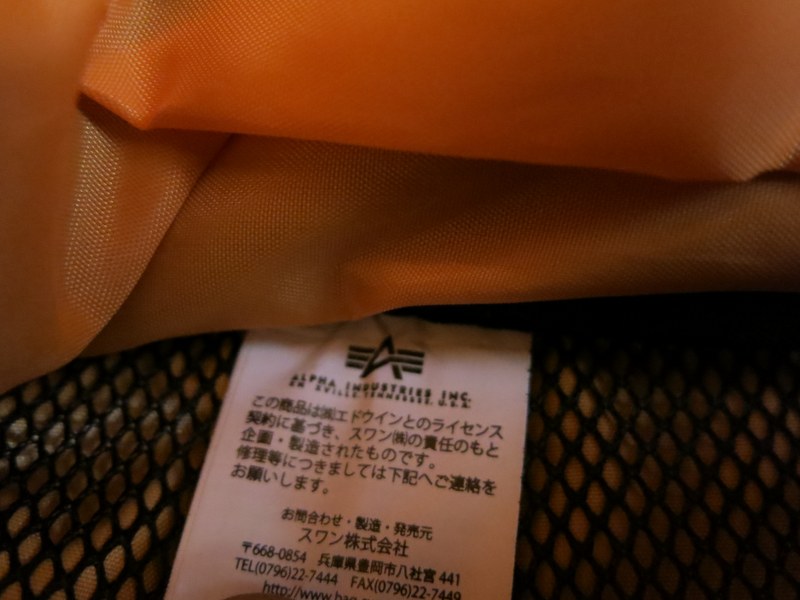 ALPHA INDUSTRIES INC.
TENNESSEE, U.S.A.
この商品は㈱エドウインとのライセンス
契約に基づき、スワン㈱の責任のもと
企画・製造されたものです。
修理等につきましては下記へご連絡を
お願いします。
お問合わせ・製造・発売元
スワン株式会社
〒668-0854 兵庫県豊岡市八社宮 441
TEL(0796)22-7444 FAX(0796)22-7449
http://www.bag